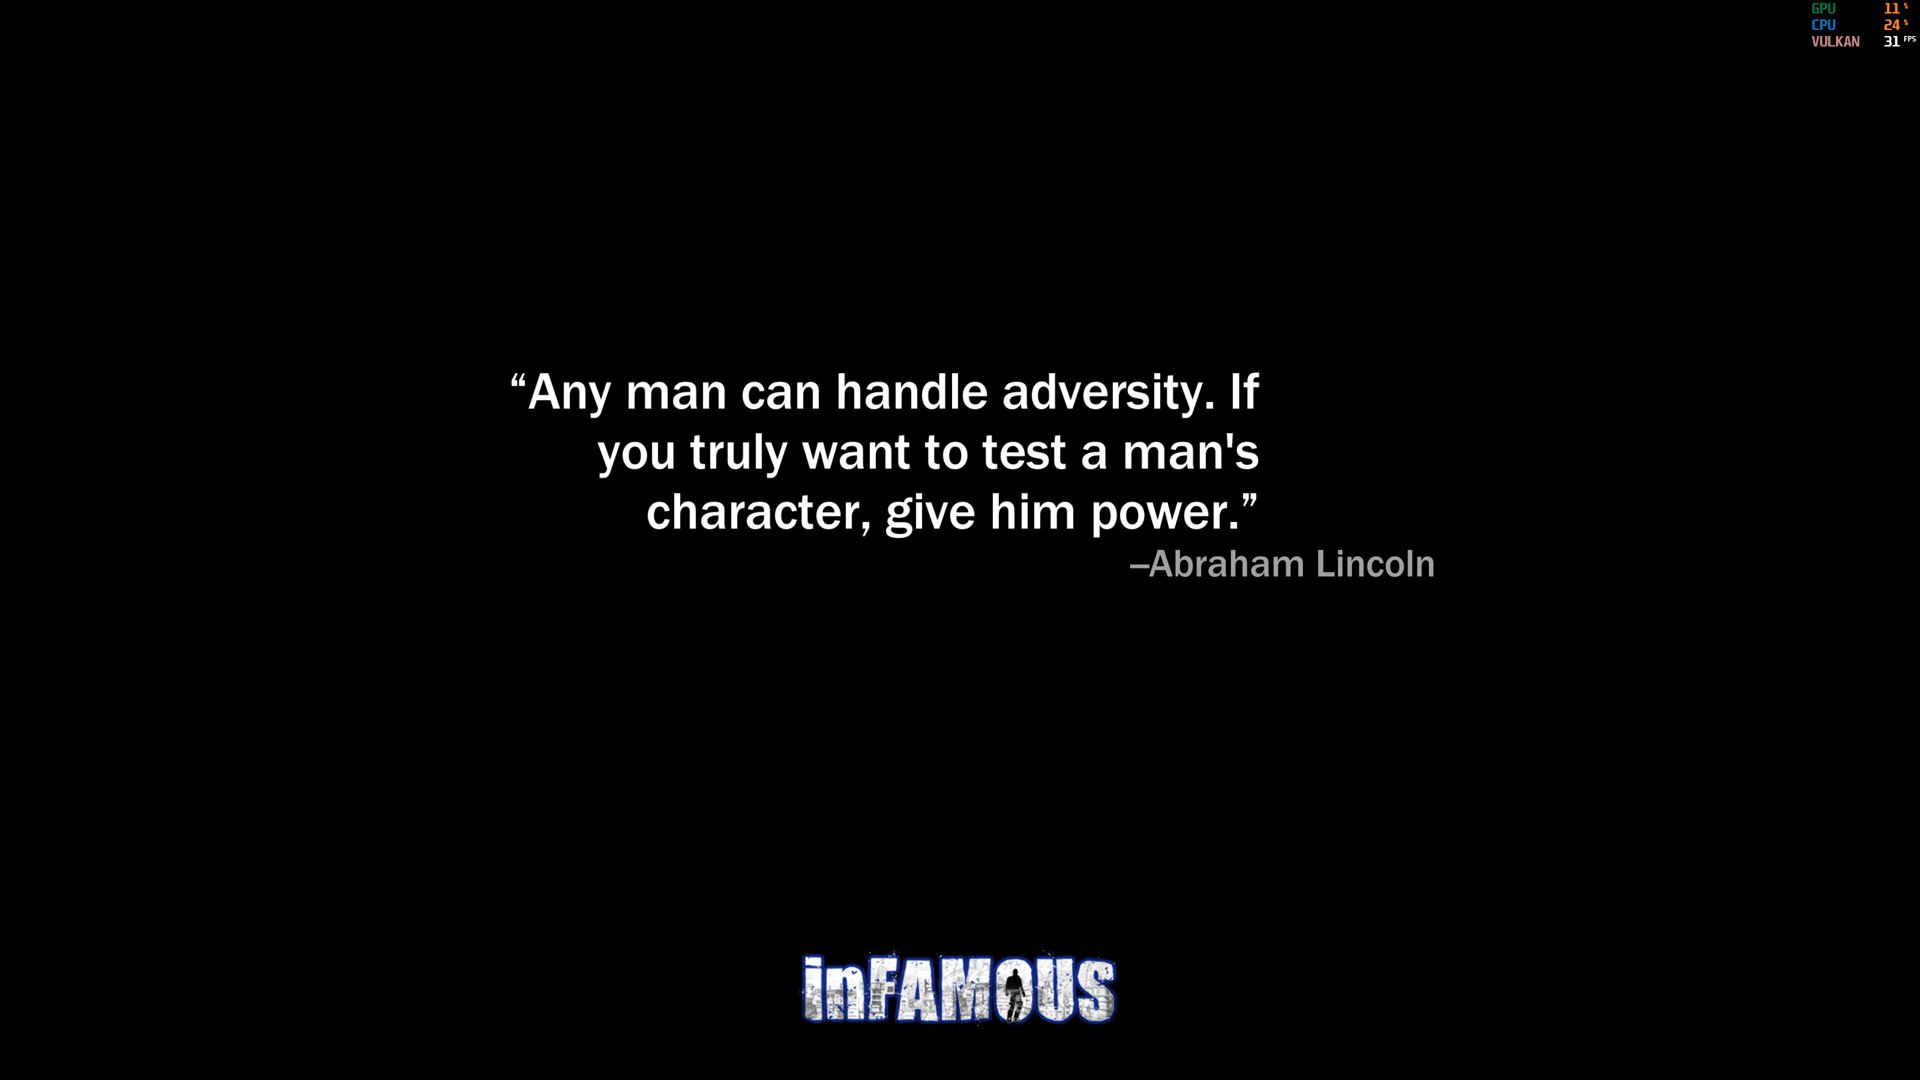 GPU 11 %
CPU 24 %
VULKAN 31 FPS
“Any man can handle adversity. If
you truly want to test a man's
character, give him power.”
–Abraham Lincoln
inFAMOUS